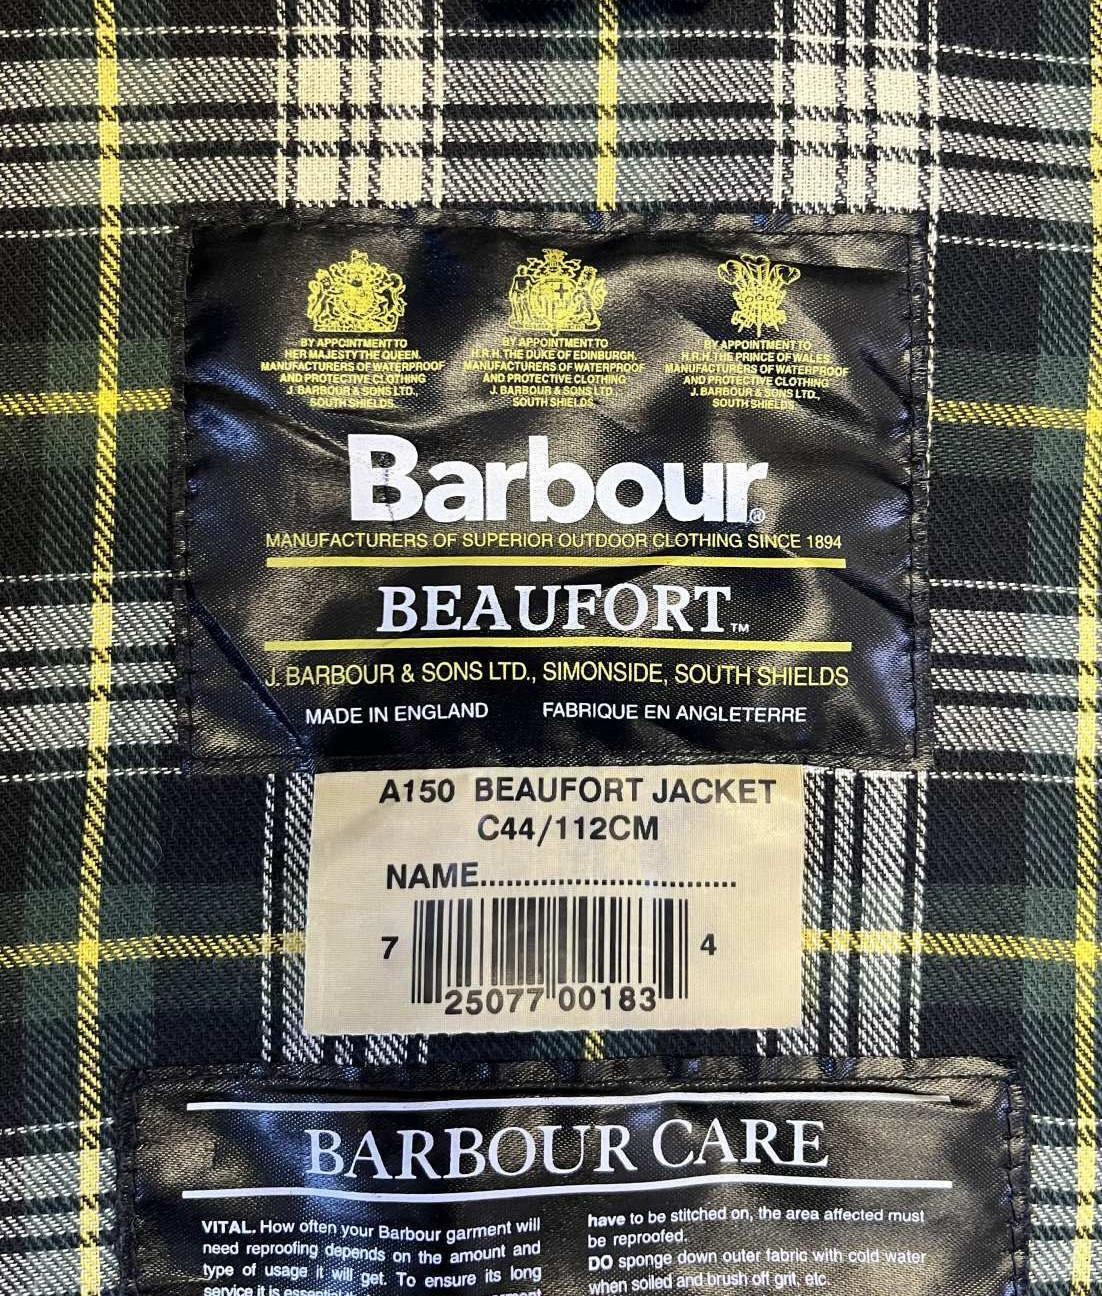 BY APPOINTMENT TO
HER MAJESTY THE QUEEN.
MANUFACTURERS OF WATERPROOF
AND PROTECTIVE CLOTHING
J. BARBOUR & SONS LTD.,
SOUTH SHIELDS.
BY APPOINTMENT TO
H.R.H. THE DUKE OF EDINBURGH.
MANUFACTURERS OF WATERPROOF
AND PROTECTIVE CLOTHING
J. BARBOUR & SONS LTD.,
SOUTH SHIELDS.
BY APPOINTMENT TO
H.R.H. THE PRINCE OF WALES.
MANUFACTURERS OF WATERPROOF
AND PROTECTIVE CLOTHING
J. BARBOUR & SONS LTD.,
SOUTH SHIELDS.
Barbour®
MANUFACTURERS OF SUPERIOR OUTDOOR CLOTHING SINCE 1894
BEAUFORT™
J. BARBOUR & SONS LTD., SIMONSIDE, SOUTH SHIELDS
MADE IN ENGLAND FABRIQUE EN ANGLETERRE
A150 BEAUFORT JACKET
C44/112CM
NAME..............................
7 25077 00183 4
BARBOUR CARE
VITAL. How often your Barbour garment will
need reproofing depends on the amount and
type of usage it will get. To ensure its long
service it is
have to be stitched on, the area affected must
be reproofed.
DO sponge down outer fabric with cold water
when soiled and brush off grit, etc.